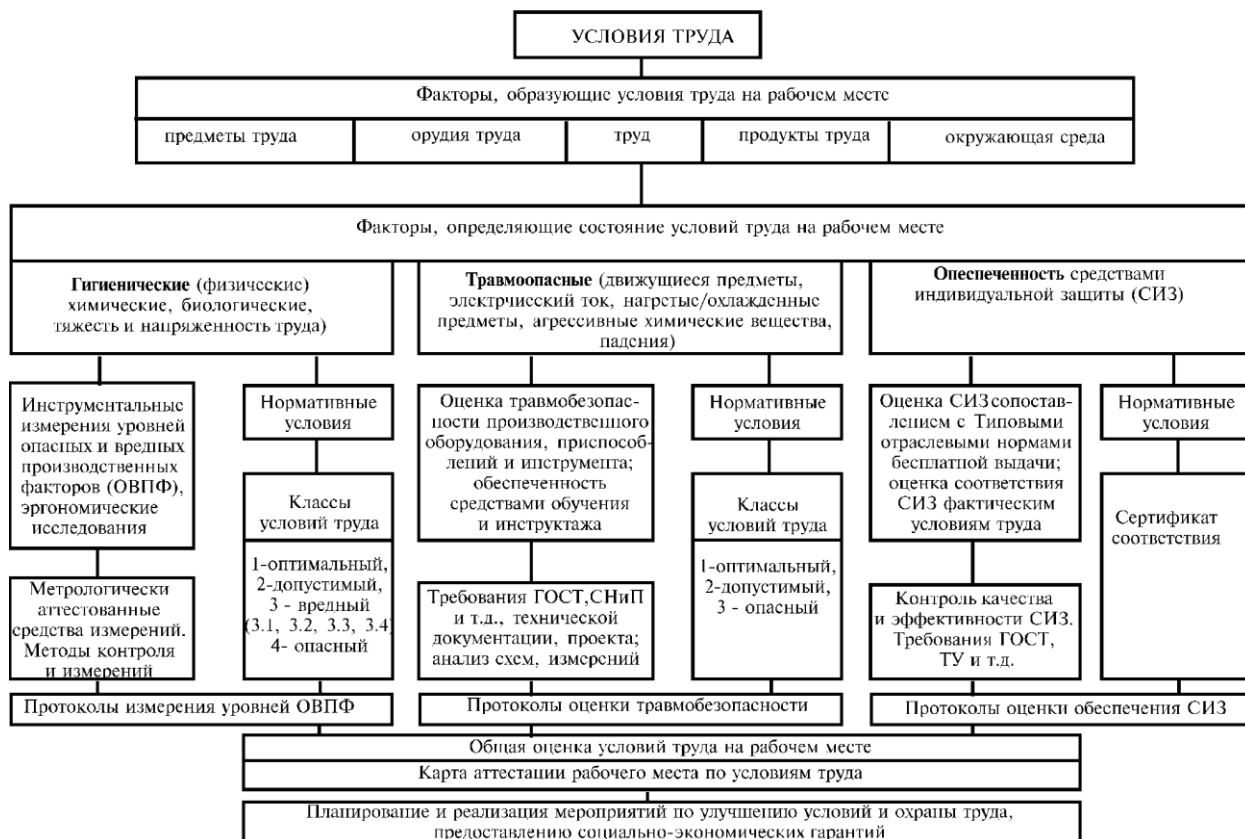 УСЛОВИЯ ТРУДА
Факторы, образующие условия труда на рабочем месте
предметы труда
орудия труда
труд
продукты труда
окружающая среда
Факторы, определяющие состояние условий труда на рабочем месте
Гигиенические (физические)
химические, биологические,
тяжесть и напряженность труда)
Травмоопасные (движущиеся предметы,
электрчисский ток, нагретые/охлажденные
предметы, агрессивные химические вещества,
падения)
Опеспеченность средствами
индивидуальной защиты (СИЗ)
Инструментальные
измерения уровней
опасных и вредных
производственных
факторов (ОВПФ),
эргономические
исследования
Нормативные
условия
Классы
условий труда
1-оптимальный,
2-допустимый,
3 - вредный
(3.1, 3.2, 3.3, 3.4)
4- опасный
Метрологически
аттестованные
средства измерений.
Методы контроля
и измерений
Протоколы измерения уровней ОВПФ
Оценка травмобезопас-
ности производственного
оборудования, приспособ-
лений и инструмента;
обеспеченность
средствами обучения
и инструктажа
Нормативные
условия
Классы
условий труда
1-оптимальный,
2-допустимый,
3 - опасный
Требования ГОСТ,СНиП
и т.д., технической
документации, проекта;
анализ схем, измерений
Протоколы оценки травмобезопасности
Оценка СИЗ сопостав-
лением с Типовыми
отраслевыми нормами
бесплатной выдачи;
оценка соответствия
СИЗ фактическим
условиям труда
Нормативные
условия
Сертификат
соответствия
Контроль качества
и эффективности СИЗ.
Требования ГОСТ,
ТУ и т.д.
Протоколы оценки обеспечения СИЗ
Общая оценка условий труда на рабочем месте
Карта аттестации рабочего места по условиям труда
Планирование и реализация мероприятий по улучшению условий и охраны труда,
предоставлению социально-экономических гарантий